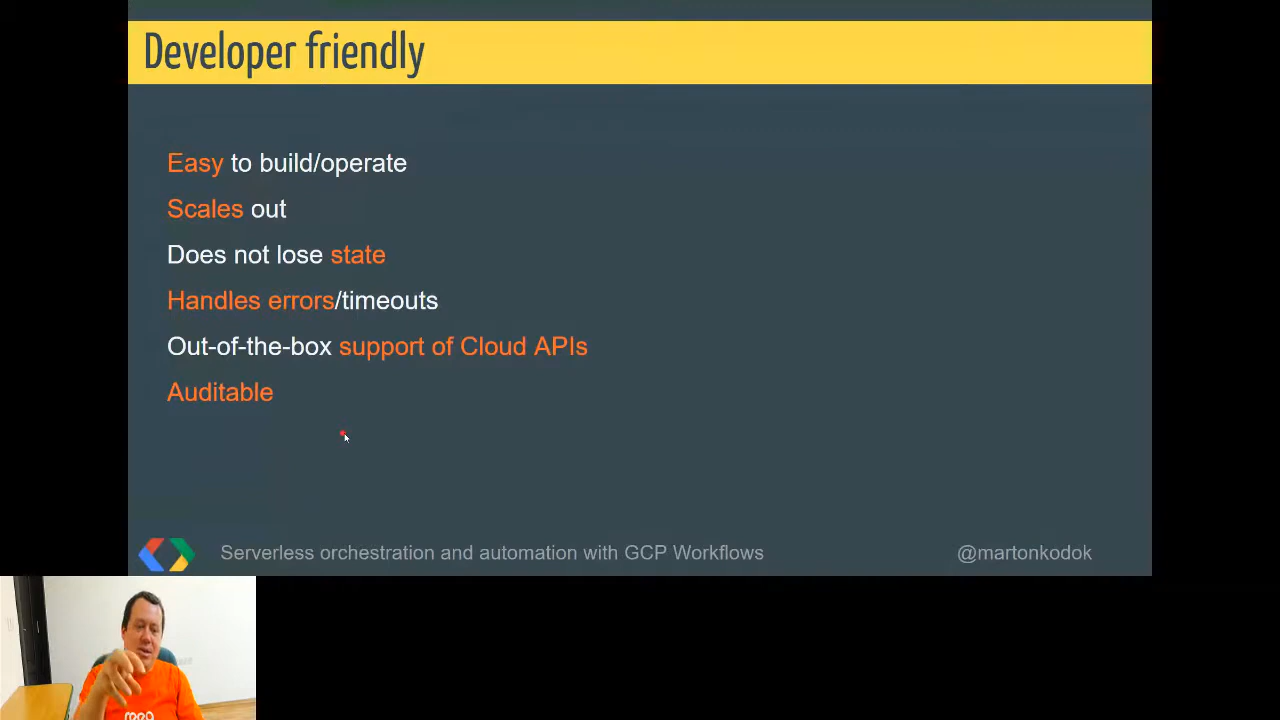 Developer friendly
Easy to build/operate
Scales out
Does not lose state
Handles errors/timeouts
Out-of-the-box support of Cloud APIs
Auditable
Serverless orchestration and automation with GCP Workflows
@martonkodok